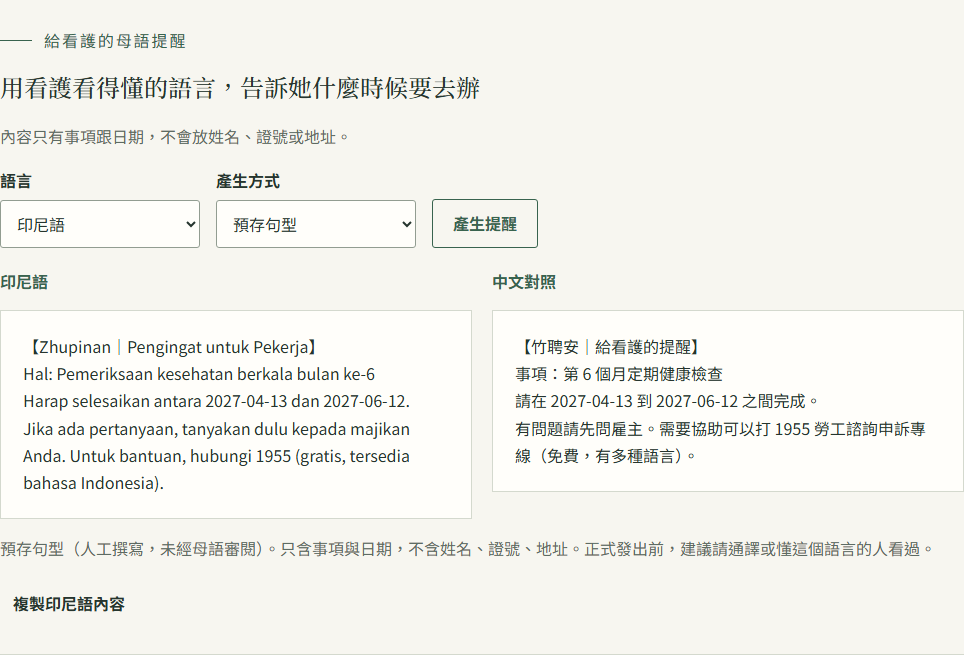 給看護的母語提醒
用看護看得懂的語言，告訴她什麼時候要去辦
內容只有事項跟日期，不會放姓名、證號或地址。
語言
產生方式
印尼語
預存句型
產生提醒
印尼語
中文對照
【Zhupinan｜Pengingat untuk Pekerja】
Hal: Pemeriksaan kesehatan berkala bulan ke-6
Harap selesaikan antara 2027-04-13 dan 2027-06-12.
Jika ada pertanyaan, tanyakan dulu kepada majikan
Anda. Untuk bantuan, hubungi 1955 (gratis, tersedia
bahasa Indonesia).
【竹聘安｜給看護的提醒】
事項：第 6 個月定期健康檢查
請在 2027-04-13 到 2027-06-12 之間完成。
有問題請先問雇主。需要協助可以打 1955 勞工諮詢申訴專
線（免費，有多種語言）。
預存句型（人工撰寫，未經母語審閱）。只含事項與日期，不含姓名、證號、地址。正式發出前，建議請通譯或懂這個語言的人看過。
複製印尼語內容